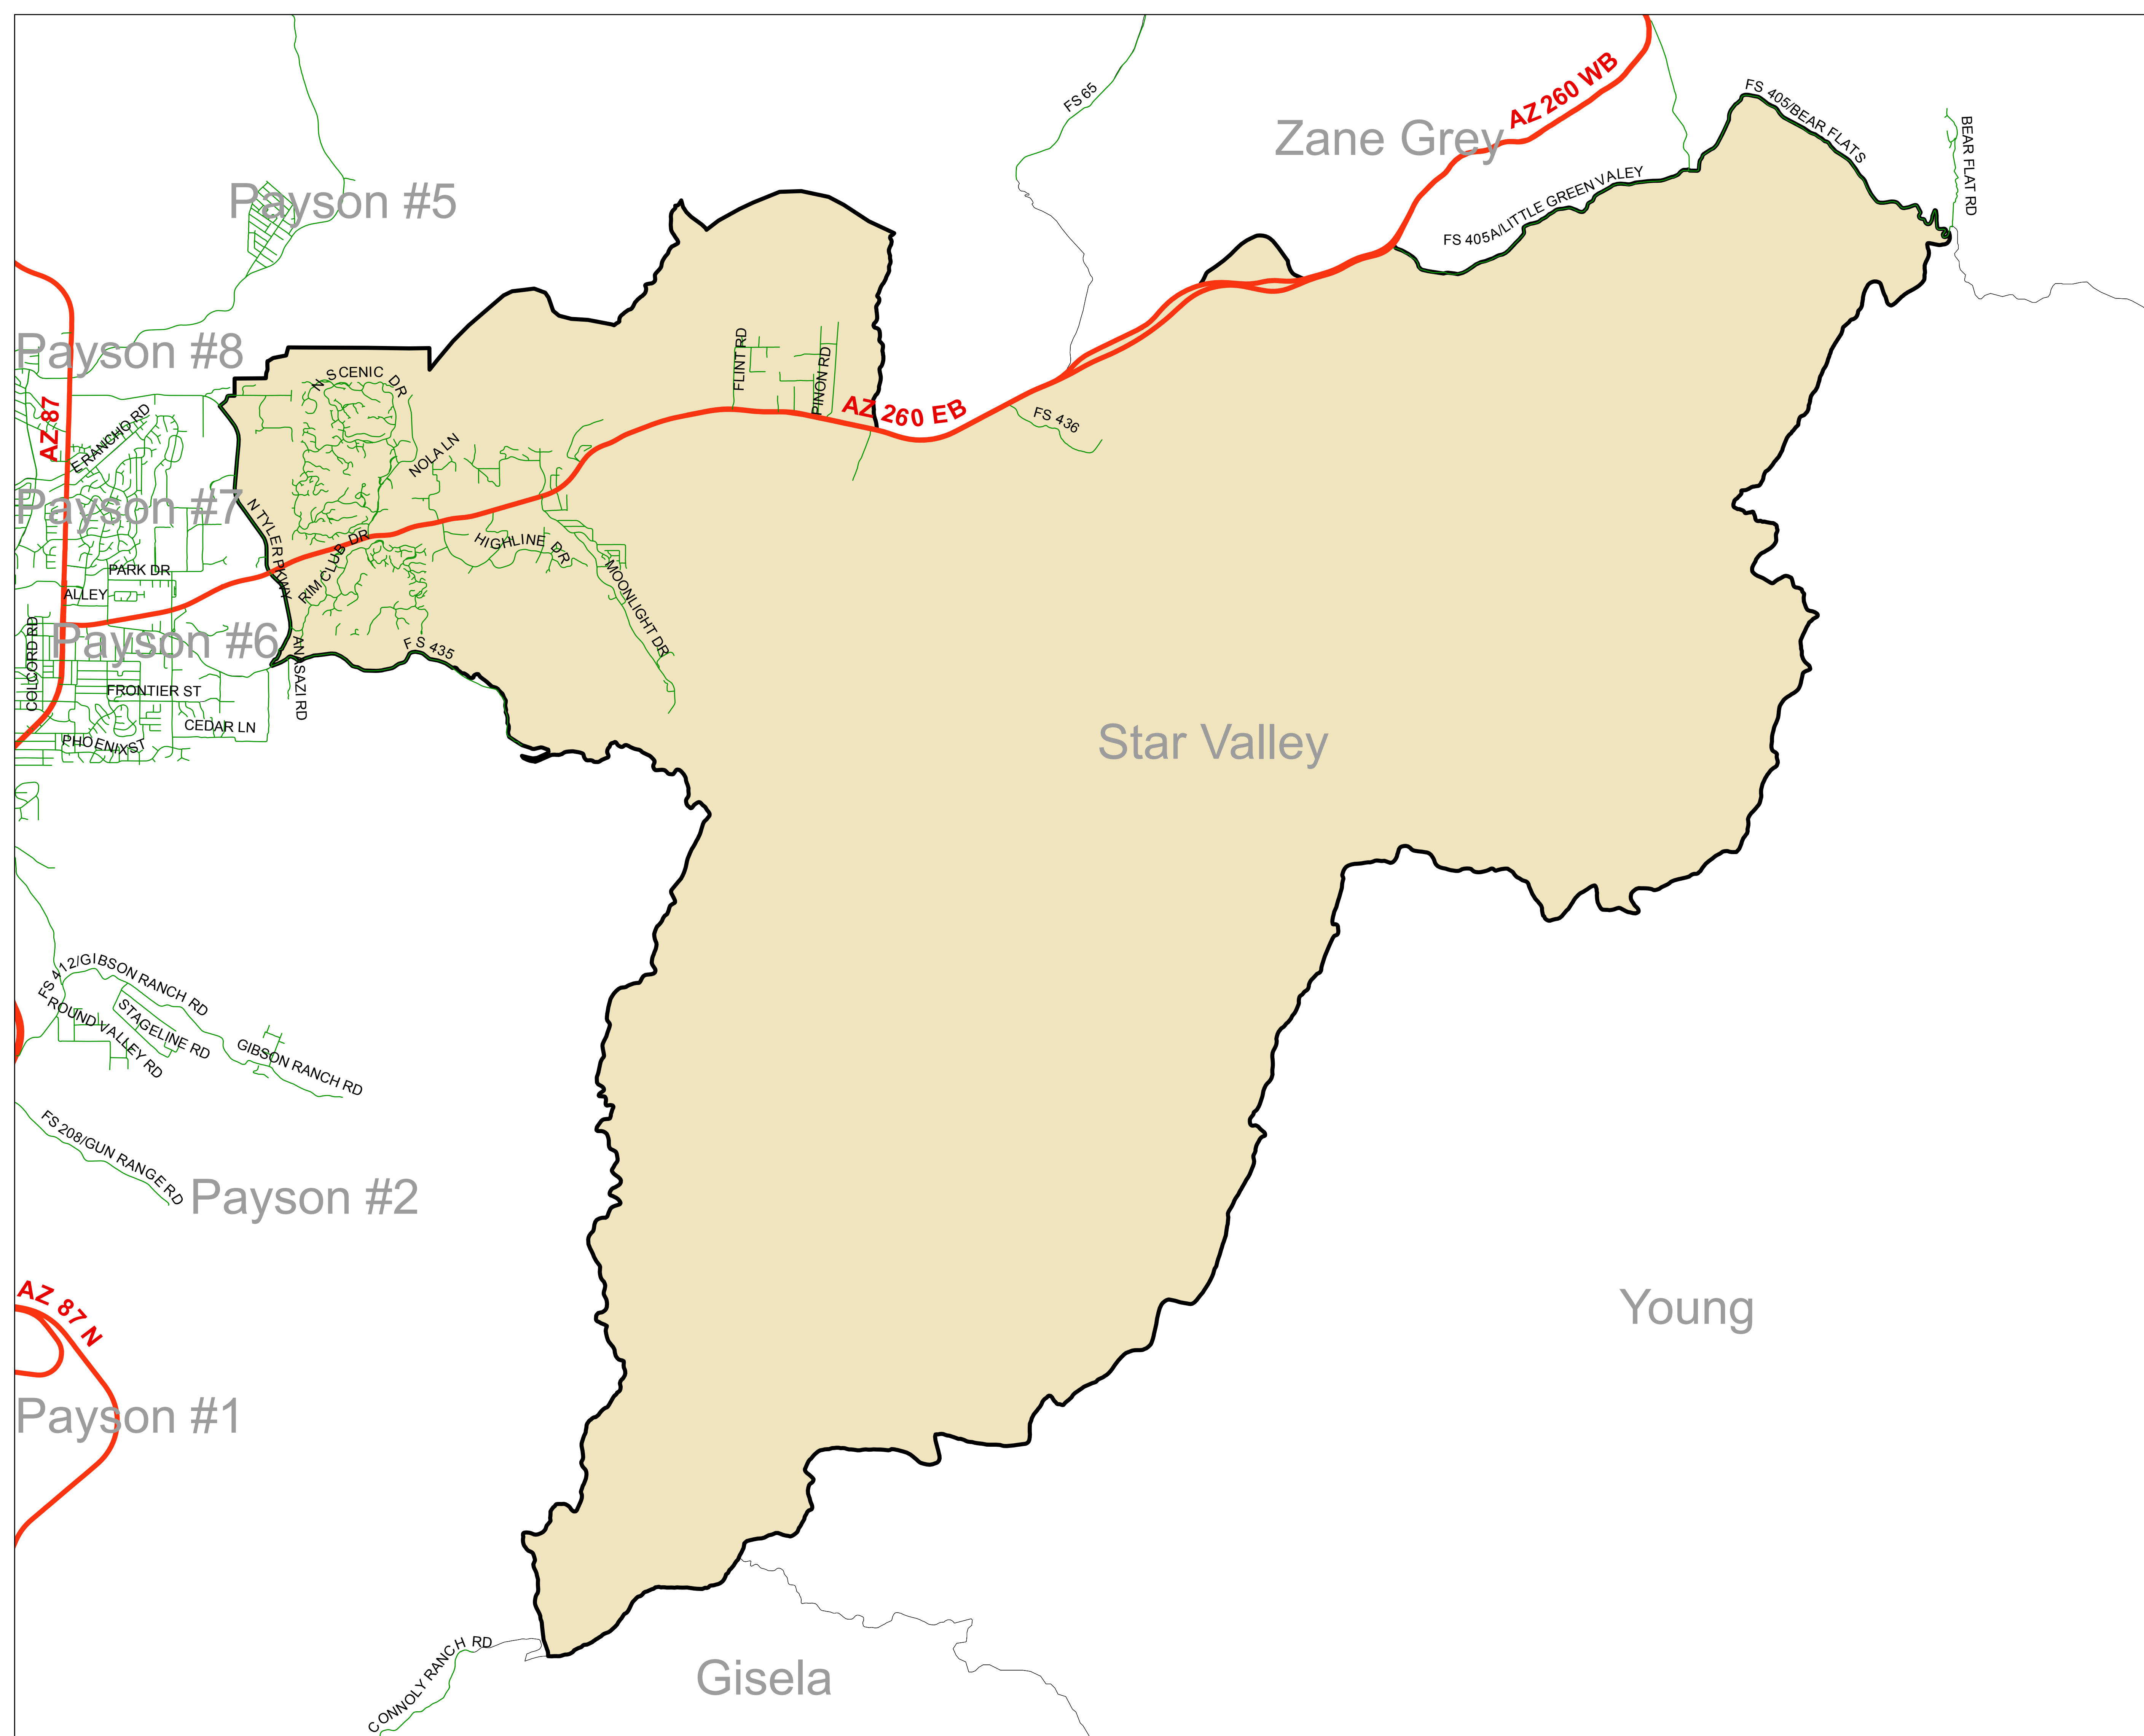 FS 65
AZ 260 WB
Zane Grey
FS 405/BEAR FLATS
BEAR FLAT RD
FS 405A/LITTLE GREEN VALEY
Payson #5
Payson #8
AZ 87
E RANCHO RD
N SCENIC DR
FLINT RD
PINON RD
AZ 260 EB
FS 436
NOLA LN
Payson #7
N TYLER PKWY
RIM CLUB DR
HIGHLINE DR
MOONLIGHT DR
PARK DR
ALLEY
Payson #6
COLCORD RD
ANASAZI RD
FS 435
FRONTIER ST
CEDAR LN
PHOENIX ST
Star Valley
FS 412/GIBSON RANCH RD
ROUND VALLEY RD
STAGELINE RD
GIBSON RANCH RD
FS 208/GUN RANGE RD
Payson #2
AZ 87 N
Young
Payson #1
CONNOLY RANCH RD
Gisela